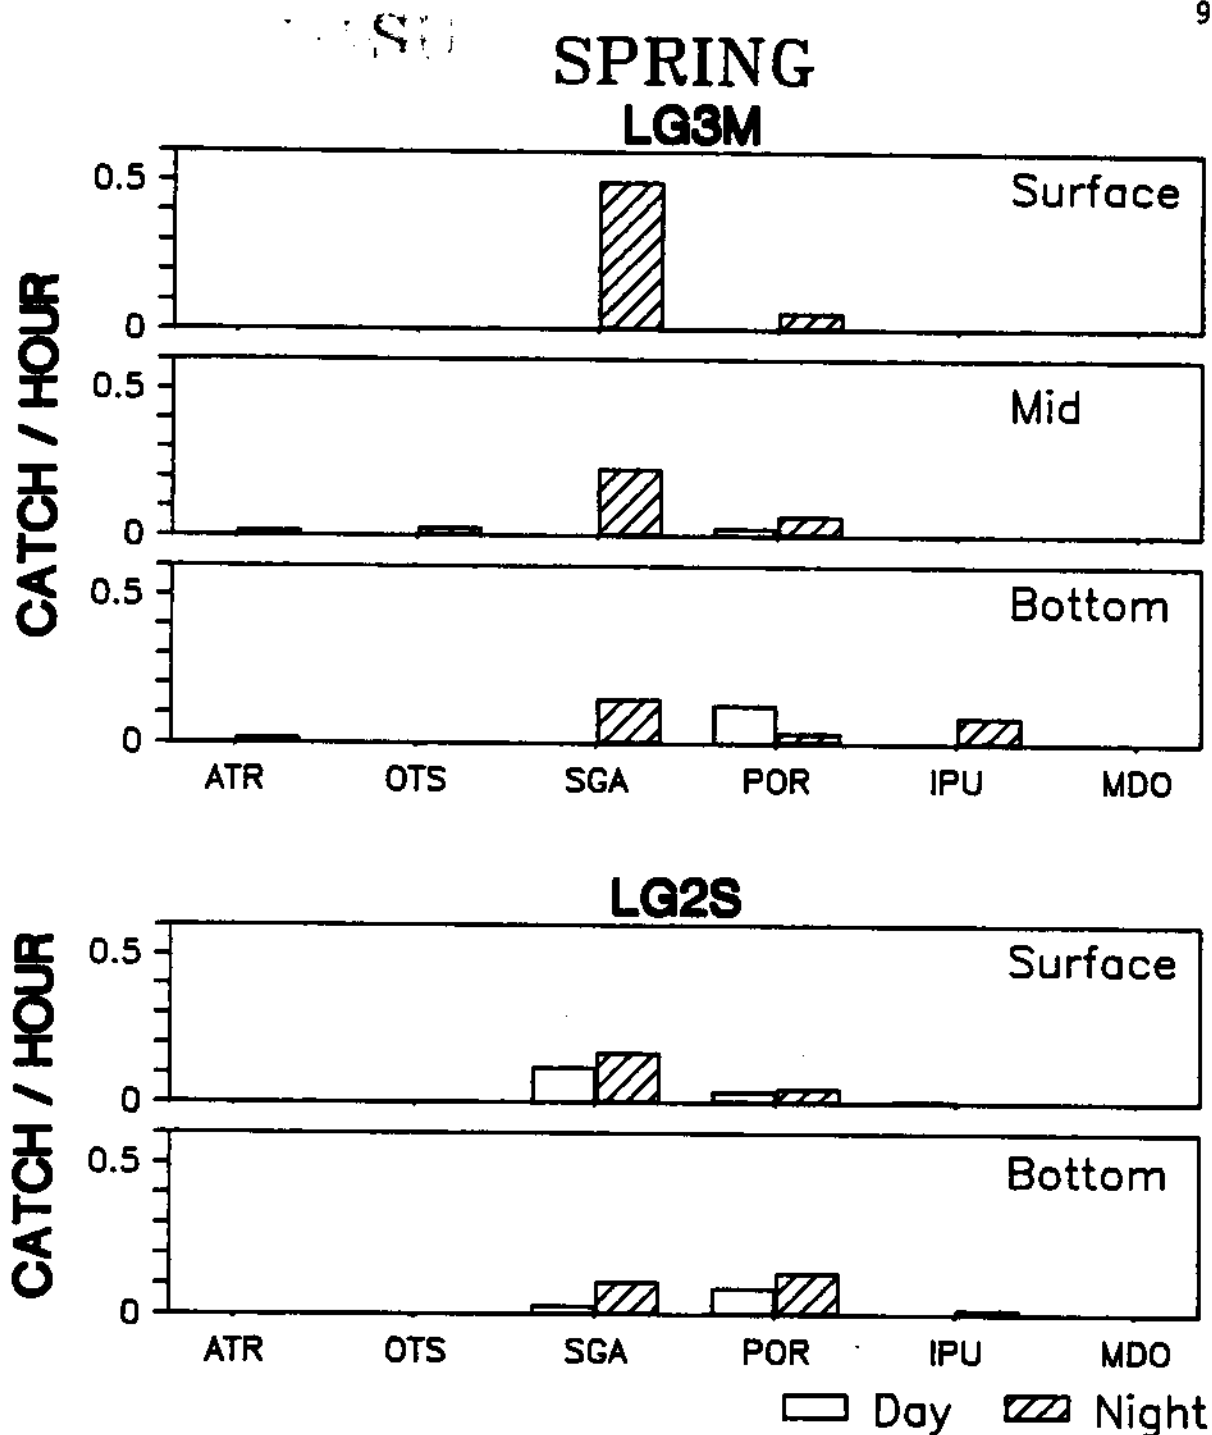 9
SPRING
LG3M
CATCH / HOUR
0.5
0
Surface
0.5
0
Mid
0.5
0
Bottom
ATR OTS SGA POR IPU MDO
LG2S
CATCH / HOUR
0.5
0
Surface
0.5
0
Bottom
ATR OTS SGA POR IPU MDO
Day Night